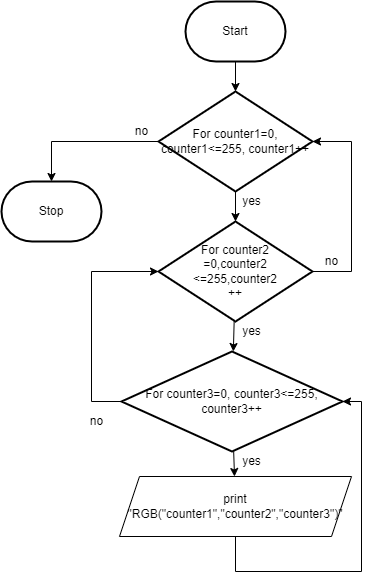 Start
For counter1=0,
counter1<=255, counter1++
no
yes
Stop
For counter2
=0,counter2
<=255,counter2
++
no
yes
For counter3=0, counter3<=255,
counter3++
no
yes
print
"RGB("counter1","counter2","counter3")"